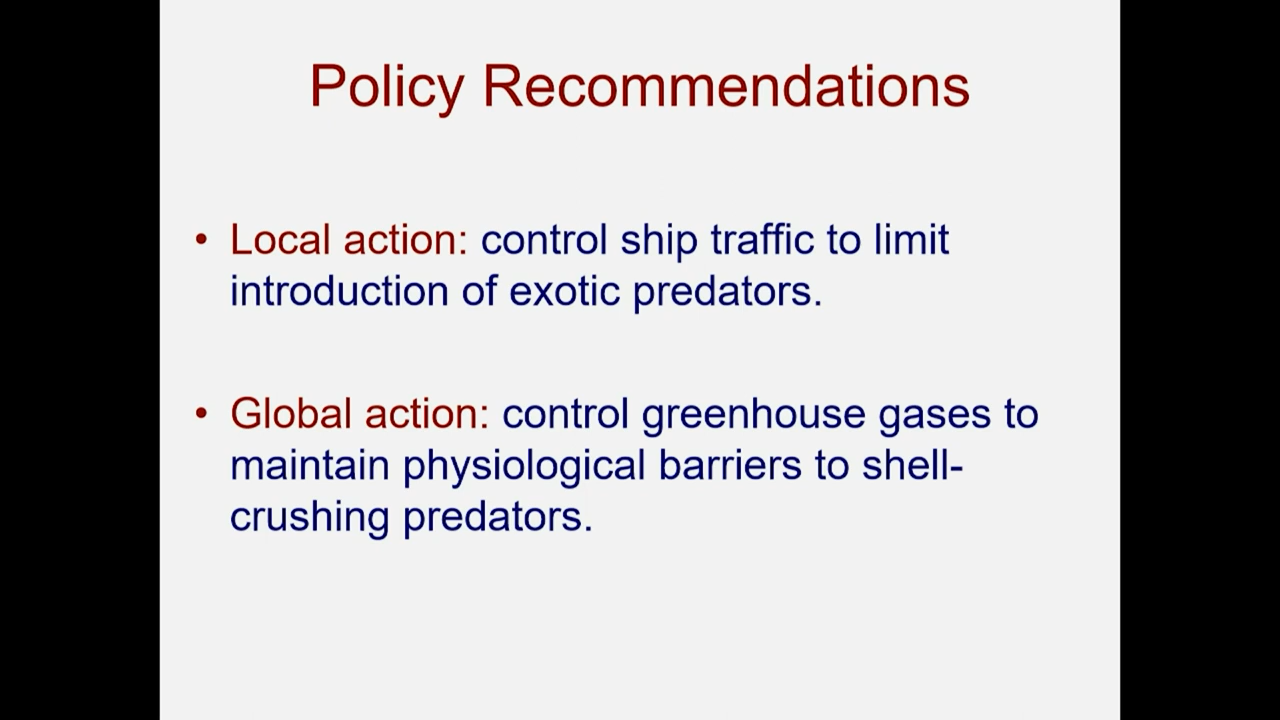 Policy Recommendations
• Local action: control ship traffic to limit
introduction of exotic predators.
• Global action: control greenhouse gases to
maintain physiological barriers to shell-
crushing predators.